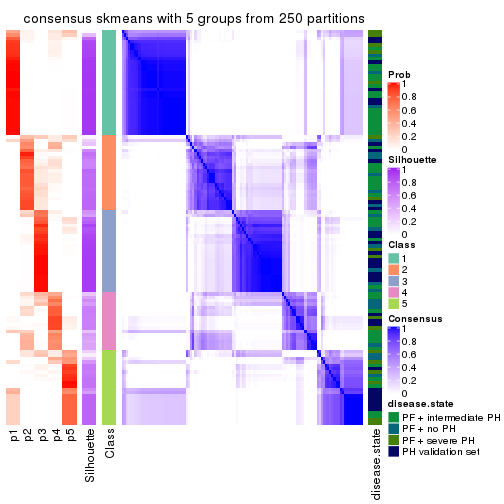 consensus skmeans with 5 groups from 250 partitions
Prob
1
0.8
0.6
0.4
0.2
0
Silhouette
1
0.8
0.6
0.4
0.2
0
Class
1
2
3
4
5
Consensus
1
0.8
0.6
0.4
0.2
0
disease.state
PF + intermediate PH
PF + no PH
PF + severe PH
PH validation set
p1
p2
p3
p4
p5
Silhouette
Class
disease.state